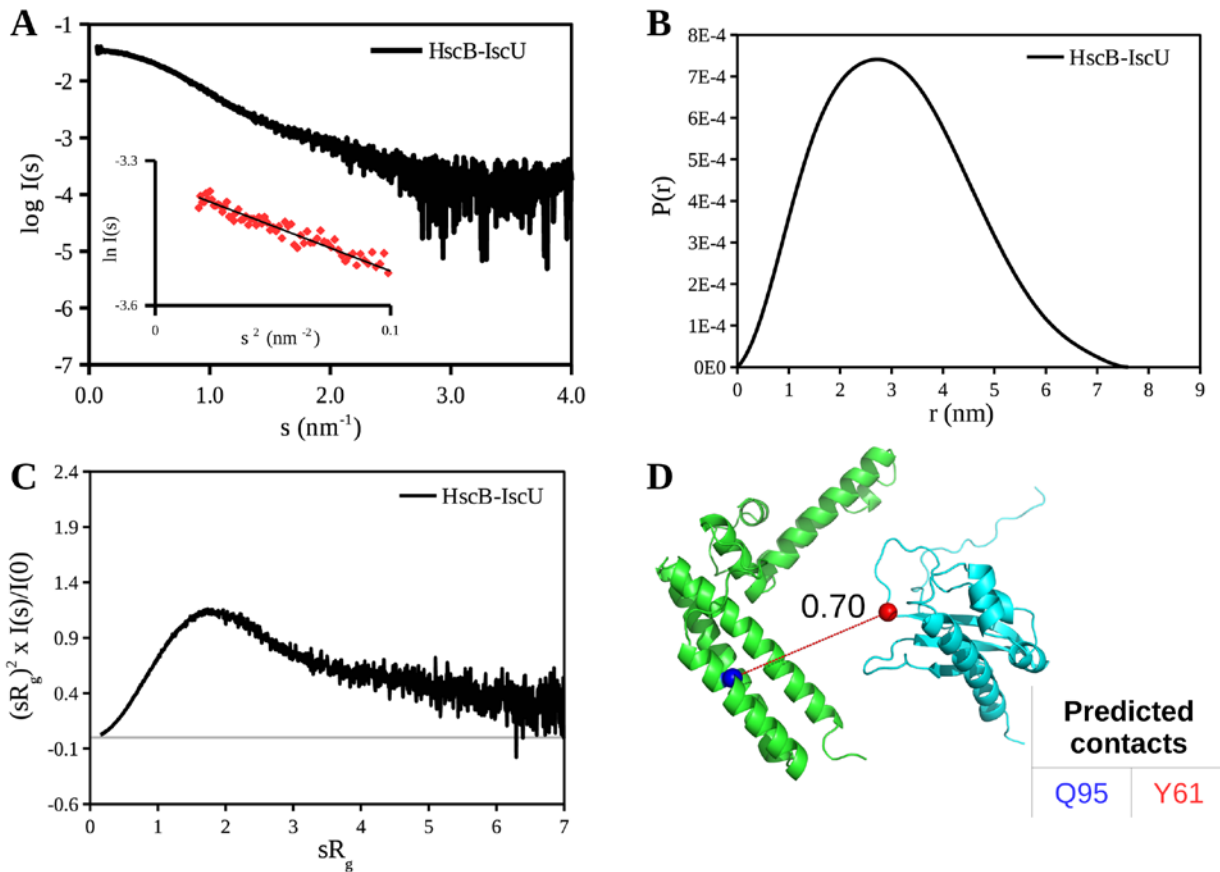 A
-1
-2
-3
-4
-5
-6
-7
log I(s)
HscB-IscU
-3.3
-3.6
ln I(s)
0
0.1
s ² (nm⁻²)
0.0
1.0
2.0
3.0
4.0
s (nm⁻¹)
B
8E-4
7E-4
6E-4
5E-4
4E-4
3E-4
2E-4
1E-4
0E0
P(r)
HscB-IscU
0
1
2
3
4
5
6
7
8
9
r (nm)
C
2.4
1.9
1.4
0.9
0.4
-0.1
-0.6
(sRg)² x I(s)/I(0)
HscB-IscU
0
1
2
3
4
5
6
7
sRg
D
0.70
Predicted
contacts
Q95
Y61